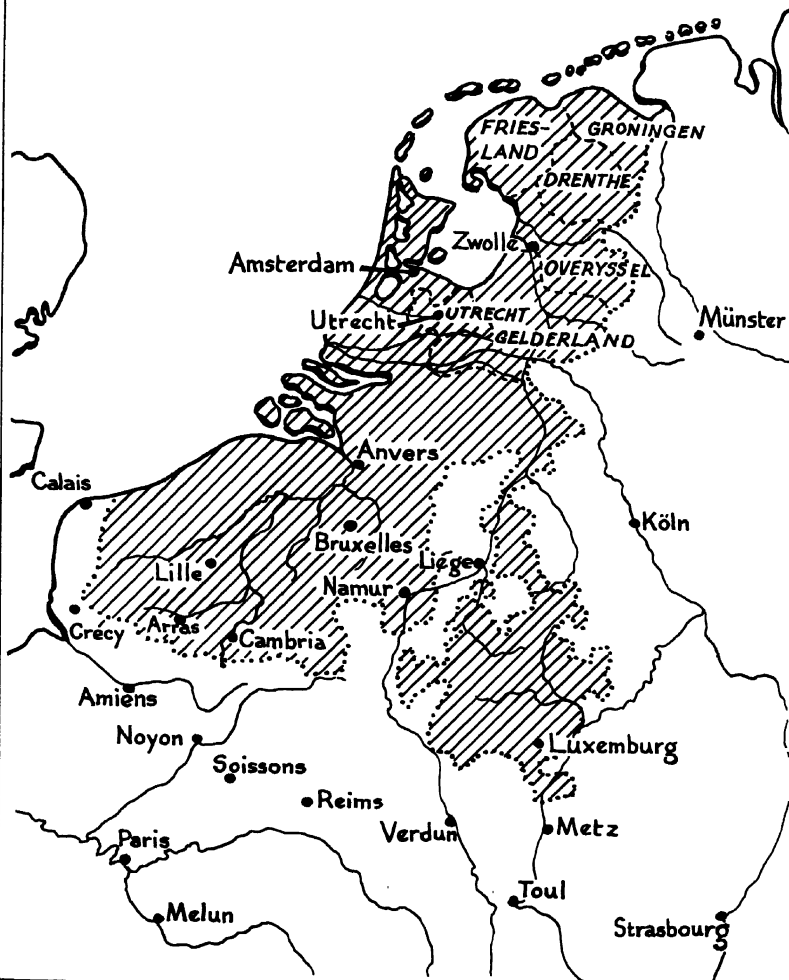 FRIES-
LAND
GRONINGEN
DRENTHE
Zwolle
OVERYSSEL
Amsterdam
Utrecht
UTRECHT
GELDERLAND
Münster
Anvers
Calais
Köln
Bruxelles
Lille
Liége
Namur
Crecy
Arras
Cambria
Amiens
Noyon
Luxemburg
Soissons
Reims
Verdun
Metz
Paris
Toul
Melun
Strasbourg